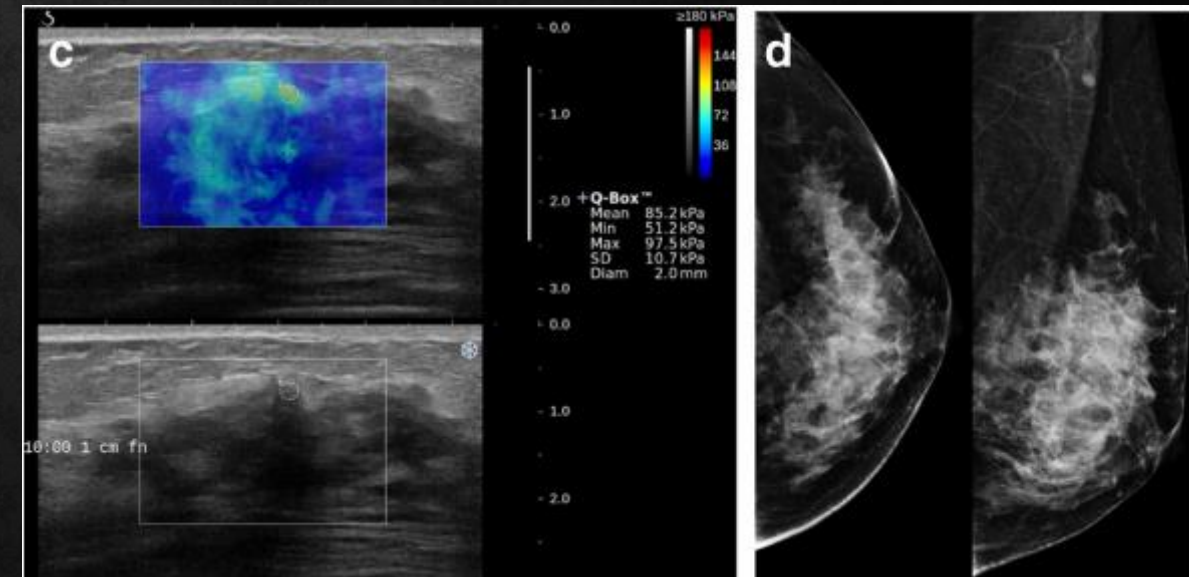 S
c
≥180 kPa
144
108
72
36
0.0
1.0
2.0
3.0
+Q-Box™
Mean 85.2 kPa
Min 51.2 kPa
Max 97.5 kPa
SD 10.7 kPa
Diam 2.0 mm
0.0
1.0
2.0
10:00 1 cm fn
d